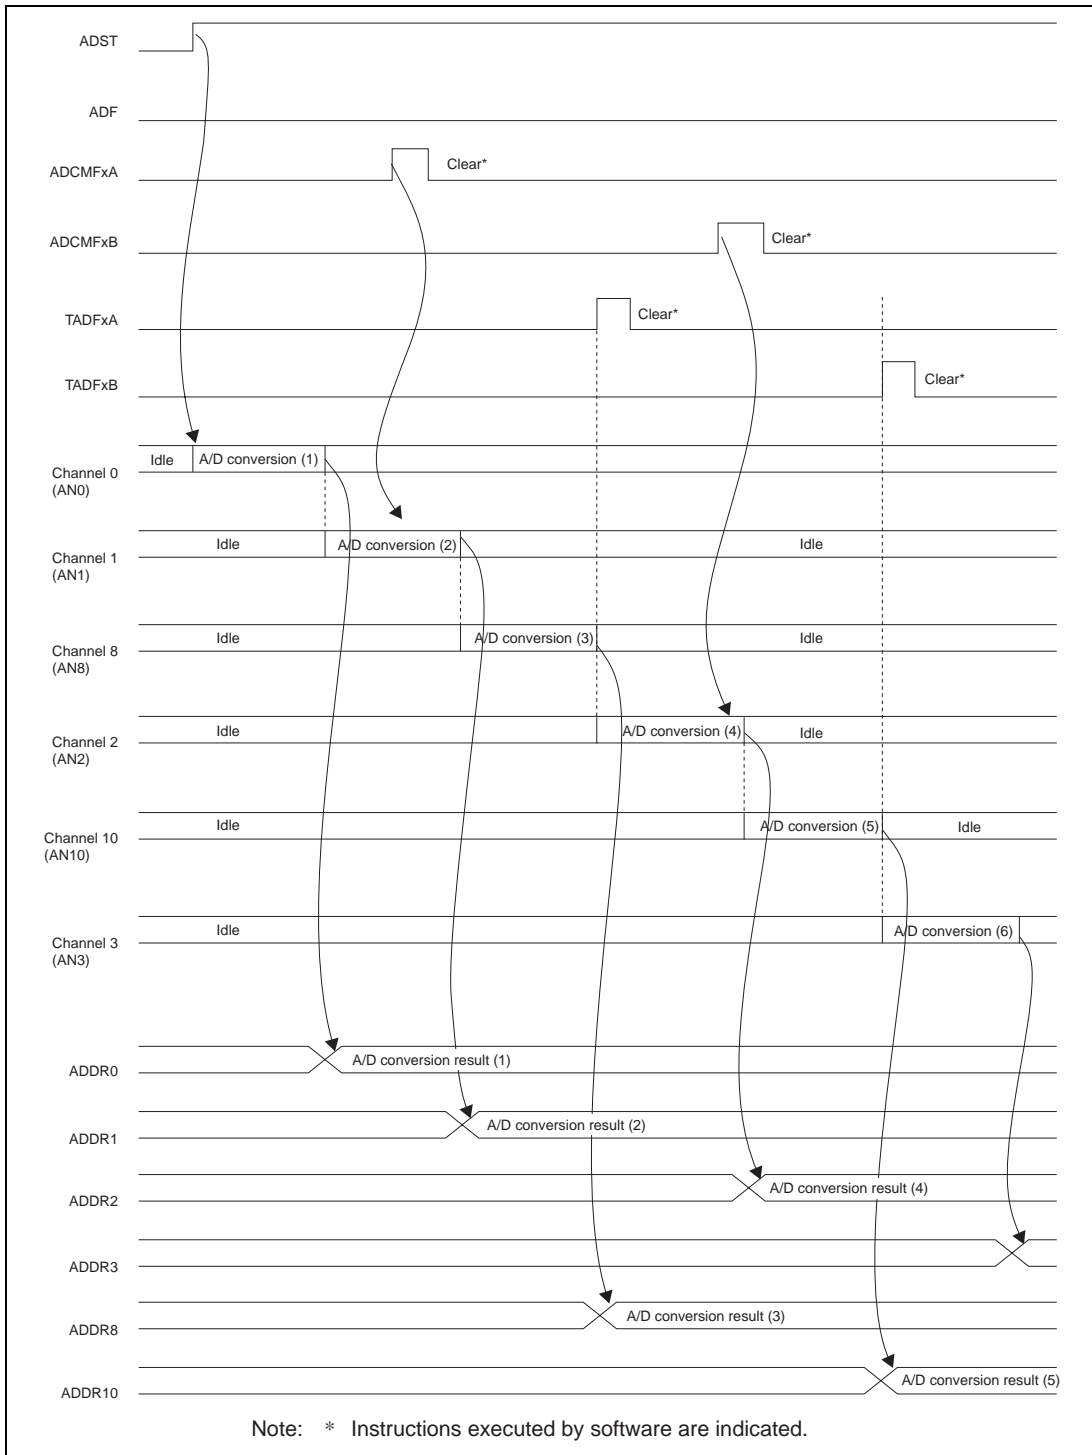 ADST
ADF
ADCMFxA
Clear*
ADCMFxB
Clear*
TADFxA
Clear*
TADFxB
Clear*
Idle
A/D conversion (1)
Channel 0
(AN0)
Idle
A/D conversion (2)
Idle
Channel 1
(AN1)
Idle
A/D conversion (3)
Idle
Channel 8
(AN8)
Idle
A/D conversion (4)
Idle
Channel 2
(AN2)
Idle
A/D conversion (5)
Idle
Channel 10
(AN10)
Idle
A/D conversion (6)
Channel 3
(AN3)
ADDR0
A/D conversion result (1)
ADDR1
A/D conversion result (2)
ADDR2
A/D conversion result (4)
ADDR3
ADDR8
A/D conversion result (3)
ADDR10
A/D conversion result (5)
Note: * Instructions executed by software are indicated.